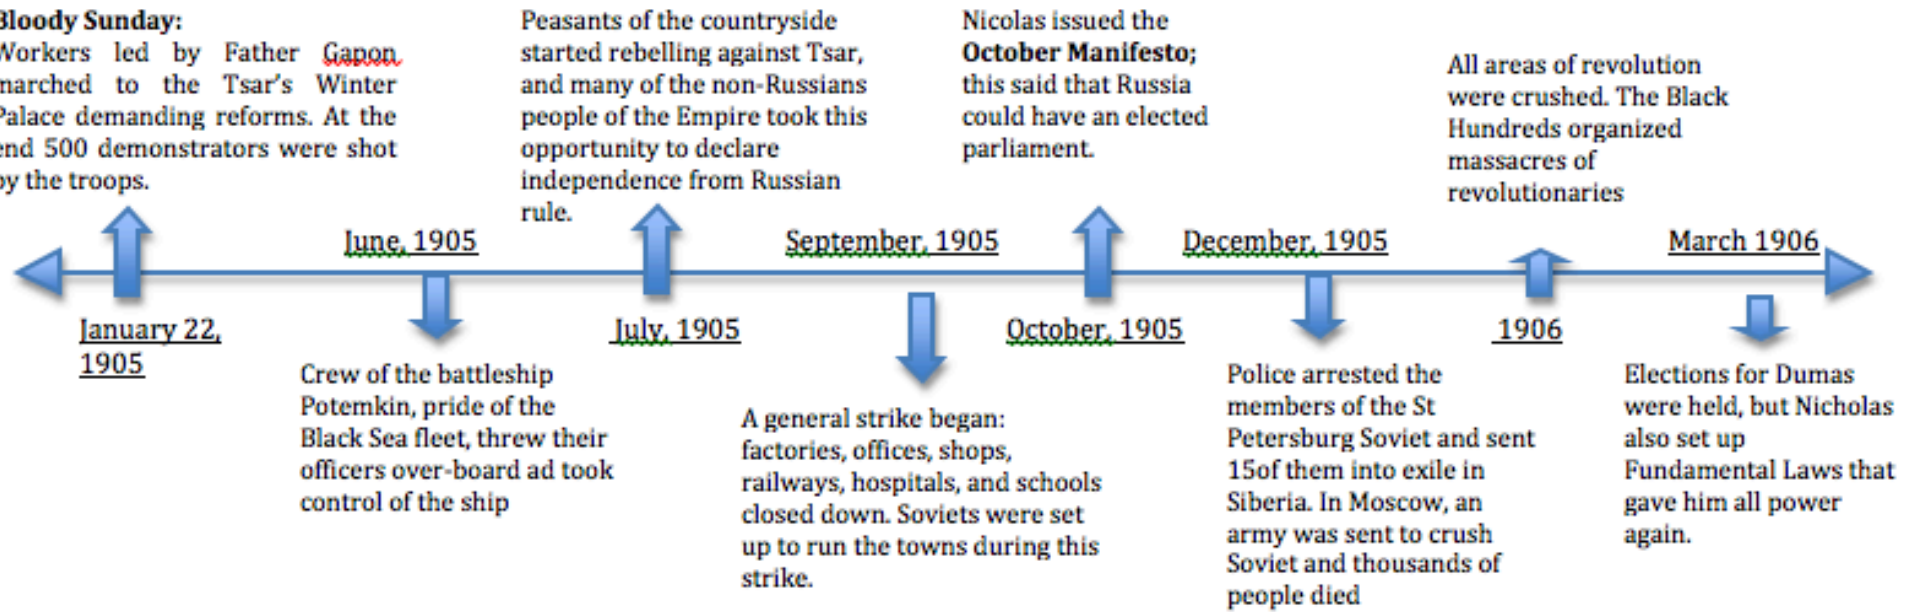 Bloody Sunday:
Workers led by Father Gapon
marched to the Tsar's Winter
Palace demanding reforms. At the
end 500 demonstrators were shot
by the troops.
January 22,
1905
June, 1905
Crew of the battleship
Potemkin, pride of the
Black Sea fleet, threw their
officers over-board ad took
control of the ship
Peasants of the countryside
started rebelling against Tsar,
and many of the non-Russians
people of the Empire took this
opportunity to declare
independence from Russian
rule.
July, 1905
September, 1905
A general strike began:
factories, offices, shops,
railways, hospitals, and schools
closed down. Soviets were set
up to run the towns during this
strike.
Nicolas issued the
October Manifesto;
this said that Russia
could have an elected
parliament.
October, 1905
December, 1905
Police arrested the
members of the St
Petersburg Soviet and sent
15of them into exile in
Siberia. In Moscow, an
army was sent to crush
Soviet and thousands of
people died
All areas of revolution
were crushed. The Black
Hundreds organized
massacres of
revolutionaries
1906
March 1906
Elections for Dumas
were held, but Nicholas
also set up
Fundamental Laws that
gave him all power
again.